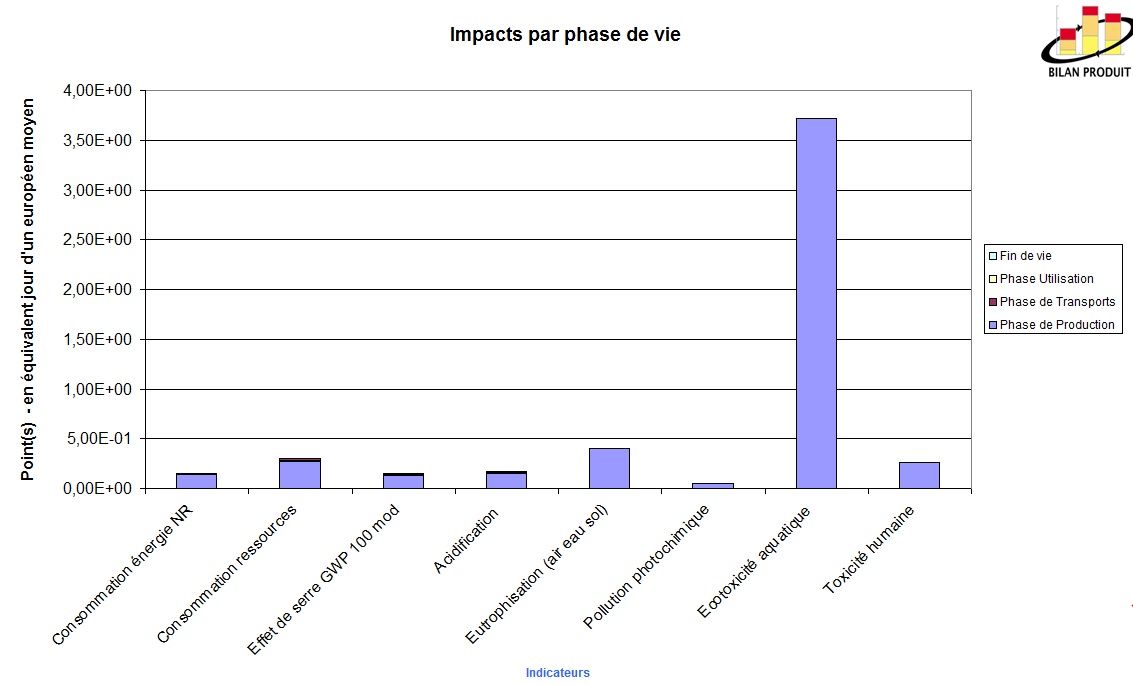 Impacts par phase de vie
BILAN PRODUIT
Point(s) - en équivalent jour d'un européen moyen
4,00E+00
3,50E+00
3,00E+00
2,50E+00
2,00E+00
1,50E+00
1,00E+00
5,00E-01
0,00E+00
Fin de vie
Phase Utilisation
Phase de Transports
Phase de Production
Consommation énergie NR
Consommation ressources
Effet de serre GWP 100 mod
Acidification
Eutrophisation (air eau sol)
Pollution photochimique
Ecotoxicité aquatique
Toxicité humaine
Indicateurs